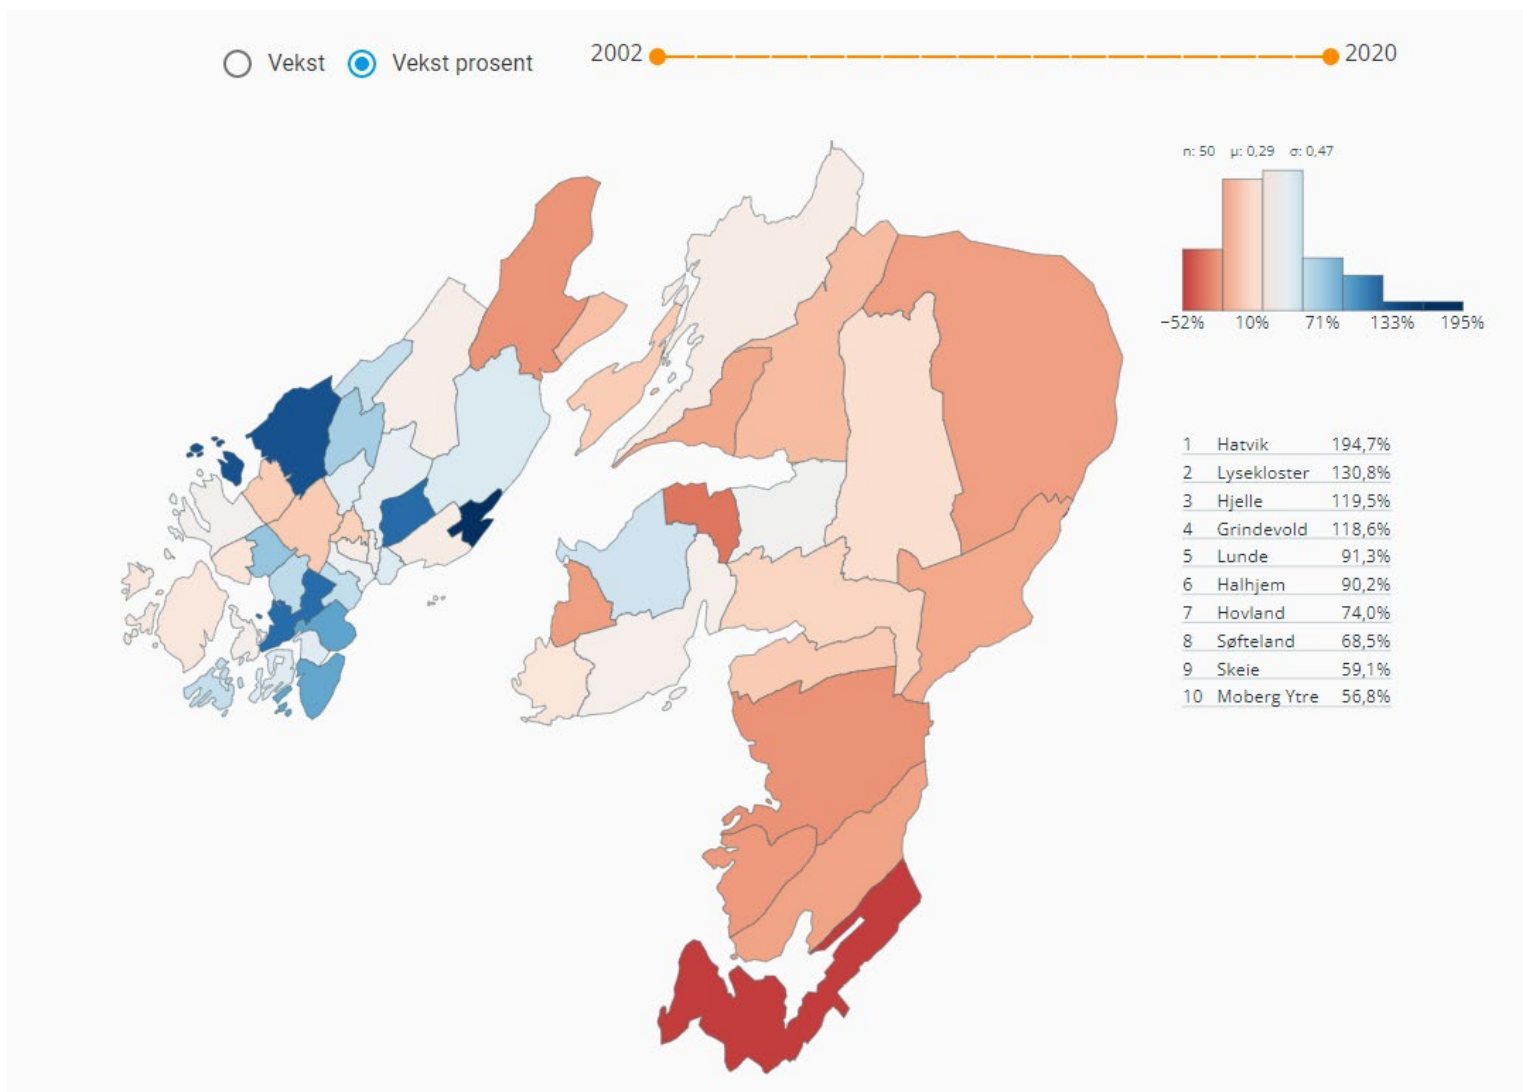 Vekst Vekst prosent 2002 2020
n: 50 μ: 0,29 σ: 0,47
−52% 10% 71% 133% 195%
1 Hatvik 194,7%
2 Lysekloster 130,8%
3 Hjelle 119,5%
4 Grindevold 118,6%
5 Lunde 91,3%
6 Halhjem 90,2%
7 Hovland 74,0%
8 Søfteland 68,5%
9 Skeie 59,1%
10 Moberg Ytre 56,8%